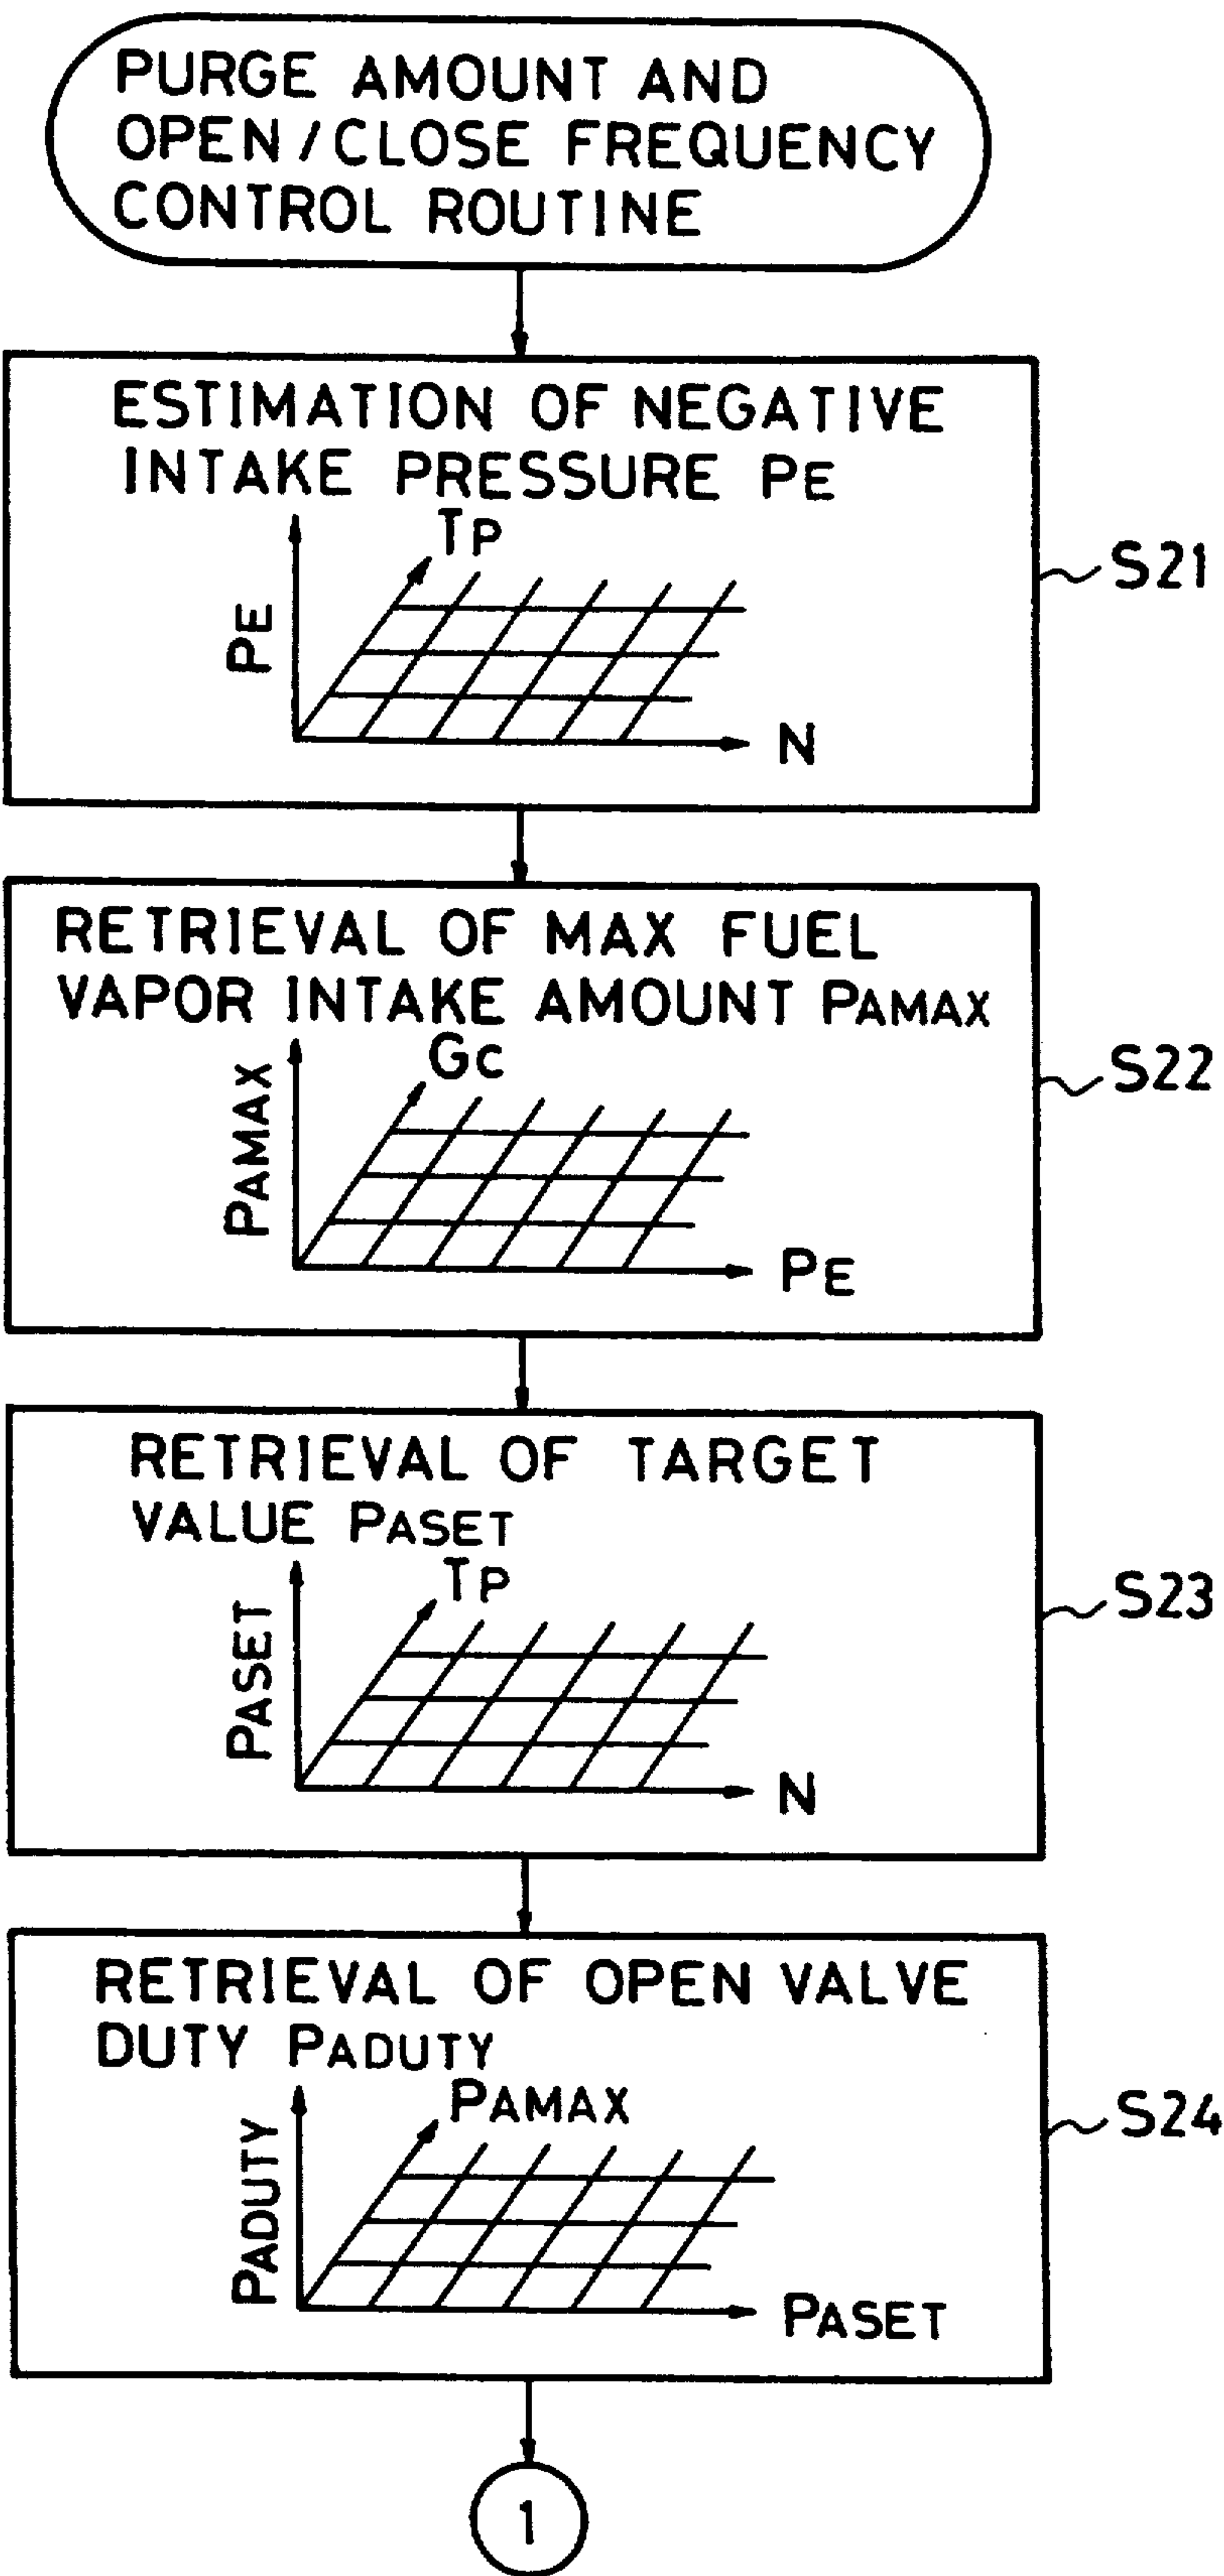 PURGE AMOUNT AND
OPEN/CLOSE FREQUENCY
CONTROL ROUTINE
ESTIMATION OF NEGATIVE
INTAKE PRESSURE PE
TP
PE
N
S21
RETRIEVAL OF MAX FUEL
VAPOR INTAKE AMOUNT PAMAX
GC
PAMAX
PE
S22
RETRIEVAL OF TARGET
VALUE PASET
TP
PASET
N
S23
RETRIEVAL OF OPEN VALVE
DUTY PADUTY
PAMAX
PADUTY
PASET
S24
1